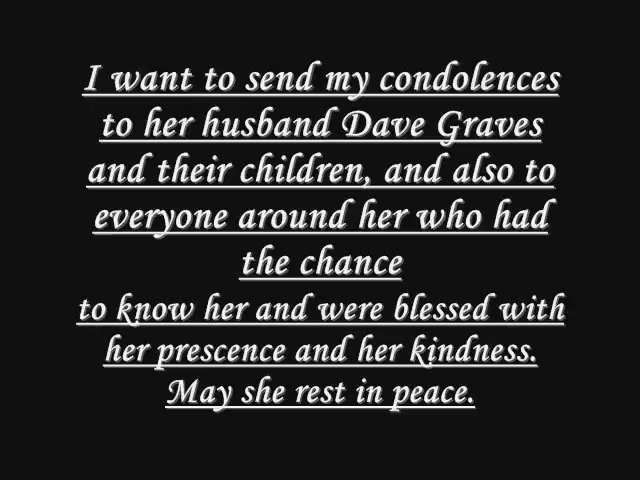 I want to send my condolences
to her husband Dave Graves
and their children, and also to
everyone around her who had
the chance
to know her and were blessed with
her prescence and her kindness.
May she rest in peace.